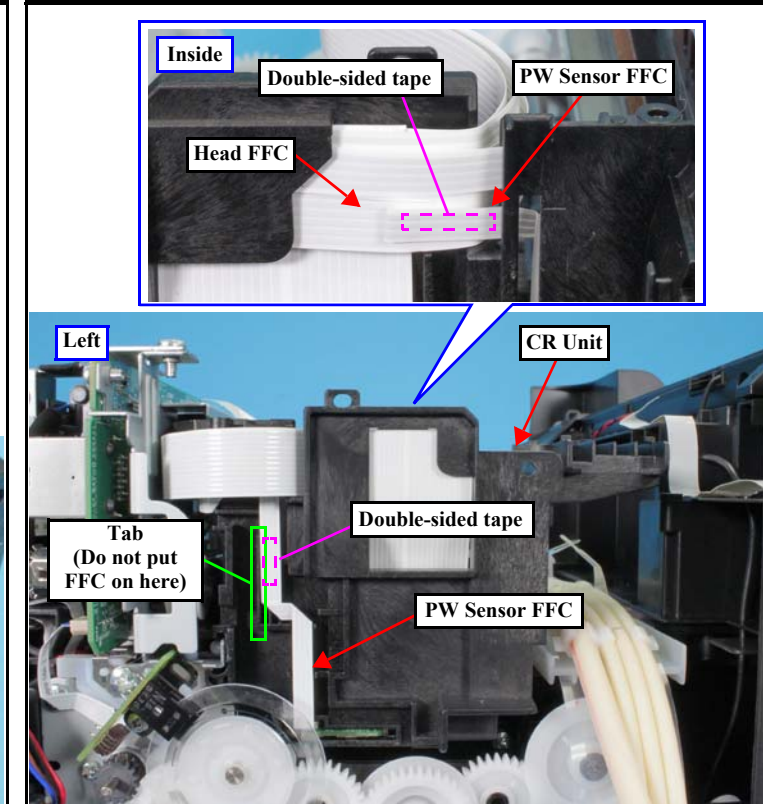 Inside
Double-sided tape
PW Sensor FFC
Head FFC
Left
CR Unit
Tab
(Do not put
FFC on here)
Double-sided tape
PW Sensor FFC